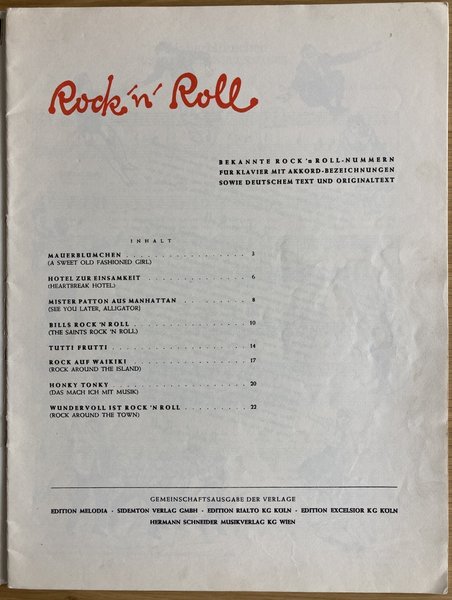 Rock 'n' Roll
BEKANNTE ROCK 'n ROLL-NUMMERN
FÜR KLAVIER MIT AKKORD-BEZEICHNUNGEN
SOWIE DEUTSCHEM TEXT UND ORIGINALTEXT
INHALT
MAUERBLÜMCHEN . . . . . . . . . . . . . . . . . . 3
(A SWEET OLD FASHIONED GIRL)
HOTEL ZUR EINSAMKEIT . . . . . . . . . . . . . . . 6
(HEARTBREAK HOTEL)
MISTER PATTON AUS MANHATTAN . . . . . . . . . . 8
(SEE YOU LATER, ALLIGATOR)
BILLS ROCK 'N ROLL . . . . . . . . . . . . . . . . . 10
(THE SAINTS ROCK 'N ROLL)
TUTTI FRUTTI . . . . . . . . . . . . . . . . . . . . 14
ROCK AUF WAIKIKI . . . . . . . . . . . . . . . . . 17
(ROCK AROUND THE ISLAND)
HONKY TONKY . . . . . . . . . . . . . . . . . . . . 20
(DAS MACH ICH MIT MUSIK)
WUNDERVOLL IST ROCK 'N ROLL . . . . . . . . . . 22
(ROCK AROUND THE TOWN)
GEMEINSCHAFTSAUSGABE DER VERLAGE
EDITION MELODIA · SIDEMTON VERLAG GMBH · EDITION RIALTO KG KÖLN · EDITION EXCELSIOR KG KÖLN
HERMANN SCHNEIDER MUSIKVERLAG KG WIEN